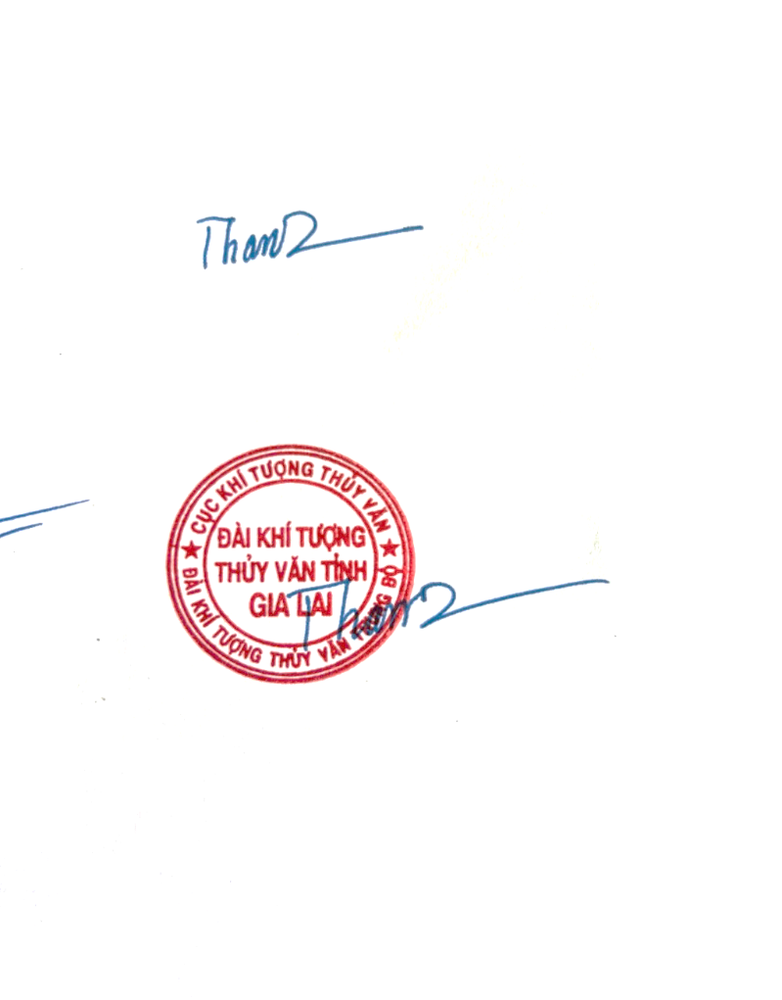 Thanh
CỤC KHÍ TƯỢNG THỦY VĂN
ĐÀI KHÍ TƯỢNG
THỦY VĂN TỈNH
GIA LAI
ĐÀI KHÍ TƯỢNG THỦY VĂN TRUNG BỘ
Thanh